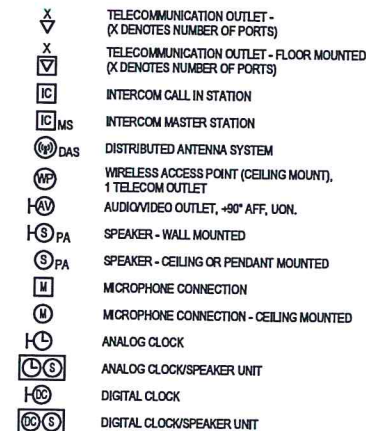 X TELECOMMUNICATION OUTLET -
(X DENOTES NUMBER OF PORTS)
X TELECOMMUNICATION OUTLET - FLOOR MOUNTED
(X DENOTES NUMBER OF PORTS)
IC INTERCOM CALL IN STATION
IC MS INTERCOM MASTER STATION
DAS DISTRIBUTED ANTENNA SYSTEM
WP WIRELESS ACCESS POINT (CEILING MOUNT),
1 TELECOM OUTLET
AV AUDIO/VIDEO OUTLET, +90" AFF, UON.
S PA SPEAKER - WALL MOUNTED
S PA SPEAKER - CEILING OR PENDANT MOUNTED
M MICROPHONE CONNECTION
M MICROPHONE CONNECTION - CEILING MOUNTED
ANALOG CLOCK
S ANALOG CLOCK/SPEAKER UNIT
DC DIGITAL CLOCK
DC S DIGITAL CLOCK/SPEAKER UNIT